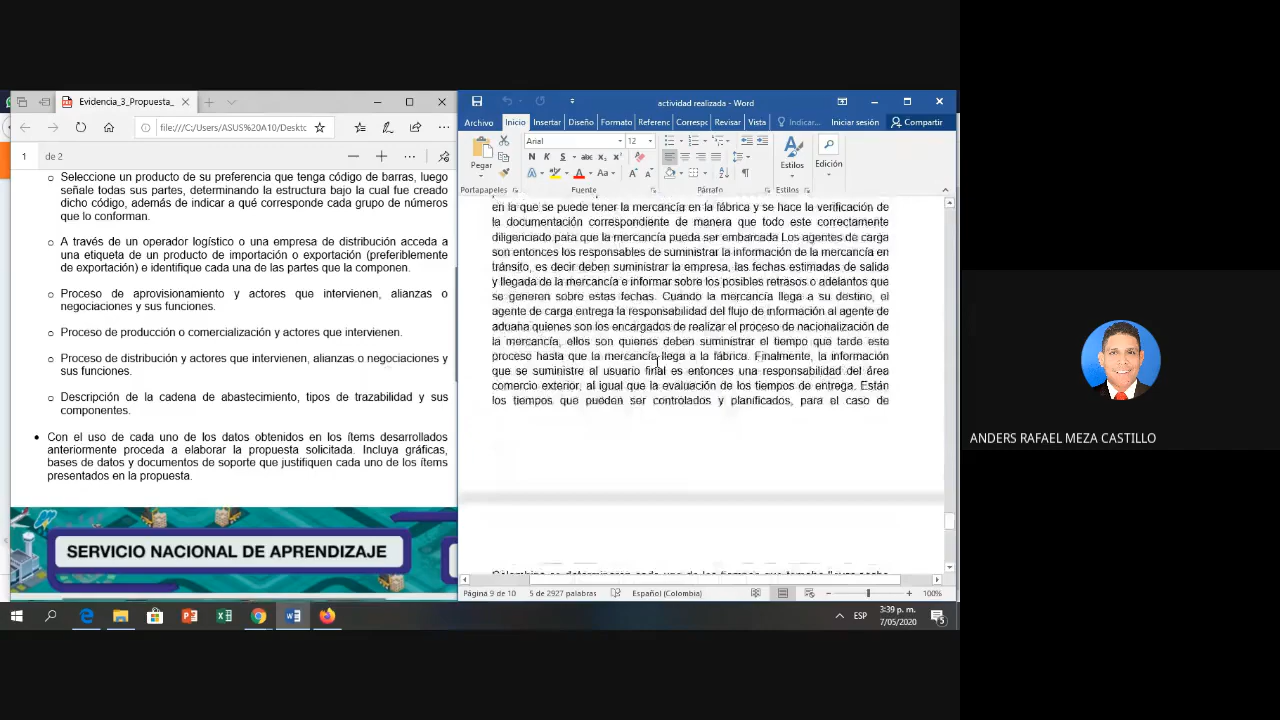 Evidencia_3_Propuesta_
file:///C:/Users/ASUS%20A10/Deskto
1 de 2
Seleccione un producto de su preferencia que tenga código de barras, luego
señale todas sus partes, determinando la estructura bajo la cual fue creado
dicho código, además de indicar a qué corresponde cada grupo de números
que lo conforman.
A través de un operador logístico o una empresa de distribución acceda a
una etiqueta de un producto de importación o exportación (preferiblemente
de exportación) e identifique cada una de las partes que la componen.
Proceso de aprovisionamiento y actores que intervienen, alianzas o
negociaciones y sus funciones.
Proceso de producción o comercialización y actores que intervienen.
Proceso de distribución y actores que intervienen, alianzas o negociaciones y
sus funciones.
Descripción de la cadena de abastecimiento, tipos de trazabilidad y sus
componentes.
Con el uso de cada uno de los datos obtenidos en los ítems desarrollados
anteriormente proceda a elaborar la propuesta solicitada. Incluya gráficas,
bases de datos y documentos de soporte que justifiquen cada uno de los ítems
presentados en la propuesta.
SERVICIO NACIONAL DE APRENDIZAJE
actividad realizada - Word
Archivo Inicio Insertar Diseño Formato Referenc Correspo Revisar Vista Indicar... Iniciar sesión Compartir
Arial 12
Pegar
N K S abc x₂ x²
Aa A A
Estilos
Edición
Portapapeles Fuente Párrafo Estilos
en la que se puede tener la mercancía en la fábrica y se hace la verificación de
la documentación correspondiente de manera que todo este correctamente
diligenciado para que la mercancía pueda ser embarcada Los agentes de carga
son entonces los responsables de suministrar la información de la mercancía en
tránsito, es decir deben suministrar la empresa, las fechas estimadas de salida
y llegada de la mercancía e informar sobre los posibles retrasos o adelantos que
se generen sobre estas fechas. Cuando la mercancía llega a su destino, el
agente de carga entrega la responsabilidad del flujo de información al agente de
aduana quienes son los encargados de realizar el proceso de nacionalización de
la mercancía, ellos son quienes deben suministrar el tiempo que tarde este
proceso hasta que la mercancía llega a la fábrica. Finalmente, la información
que se suministre al usuario final es entonces una responsabilidad del área
comercio exterior, al igual que la evaluación de los tiempos de entrega. Están
los tiempos que pueden ser controlados y planificados, para el caso de
Página 9 de 10 5 de 2927 palabras Español (Colombia) 100%
ESP
3:39 p. m.
7/05/2020
5
ANDERS RAFAEL MEZA CASTILLO